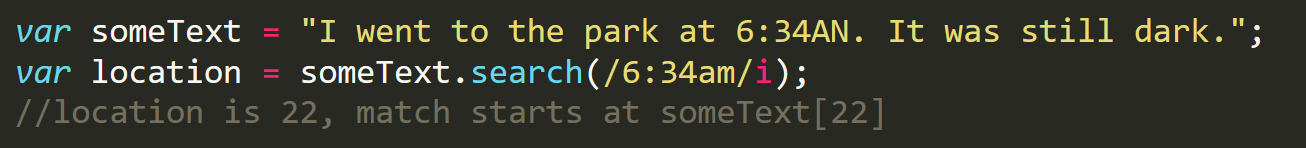 var someText = "I went to the park at 6:34AN. It was still dark.";
var location = someText.search(/6:34am/i);
//location is 22, match starts at someText[22]